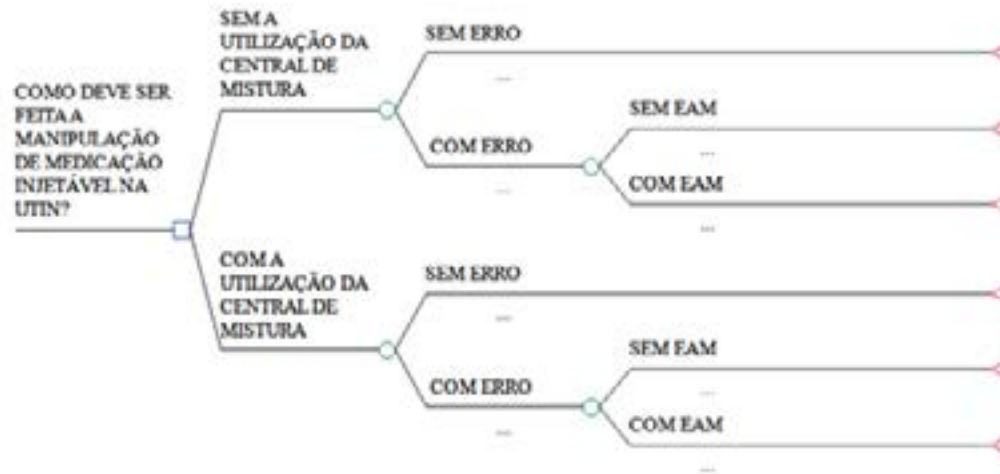 COMO DEVE SER
FEITA A
MANIPULAÇÃO
DE MEDICAÇÃO
INJETÁVEL NA
UTIN?
SEM A
UTILIZAÇÃO DA
CENTRAL DE
MISTURA
SEM ERRO
...
COM ERRO
...
SEM EAM
...
COM EAM
...
COM A
UTILIZAÇÃO DA
CENTRAL DE
MISTURA
SEM ERRO
...
COM ERRO
...
SEM EAM
...
COM EAM
...